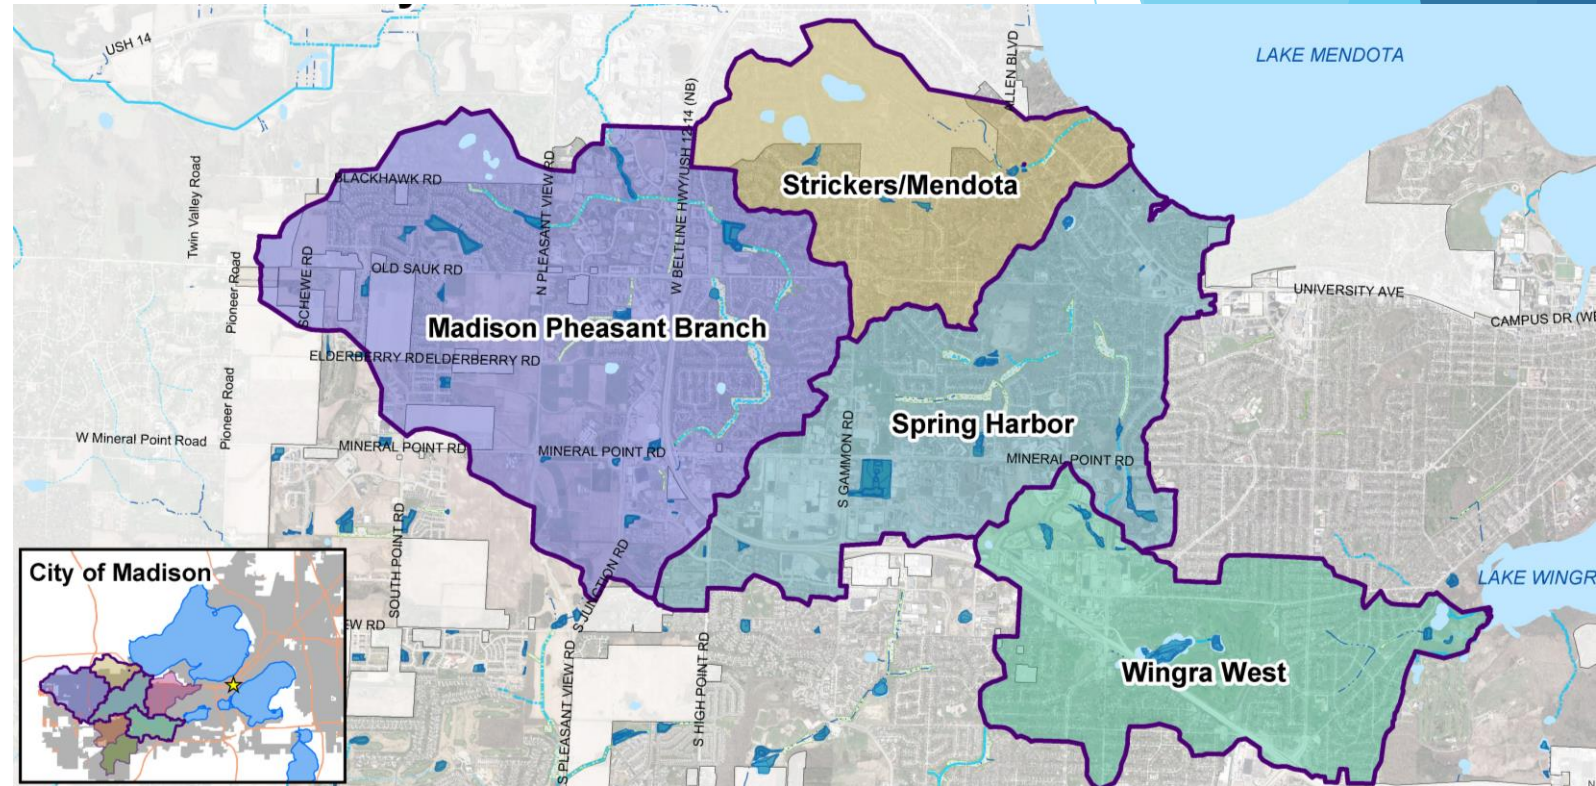 USH 14
ALLEN BLVD
LAKE MENDOTA
W BELTLINE HWY/USH 12-14 (NB)
Twin Valley Road
BLACKHAWK RD
N PLEASANT VIEW RD
Strickers/Mendota
Pioneer Road
SCHEWE RD
OLD SAUK RD
UNIVERSITY AVE
CAMPUS DR (WE
Madison Pheasant Branch
ELDERBERRY RD
ELDERBERRY RD
Pioneer Road
Spring Harbor
W Mineral Point Road
MINERAL POINT RD
MINERAL POINT RD
S GAMMON RD
MINERAL POINT RD
SOUTH POINT RD
S JUNCTION RD
City of Madison
LAKE WINGR
EW RD
S PLEASANT VIEW RD
S HIGH POINT RD
Wingra West